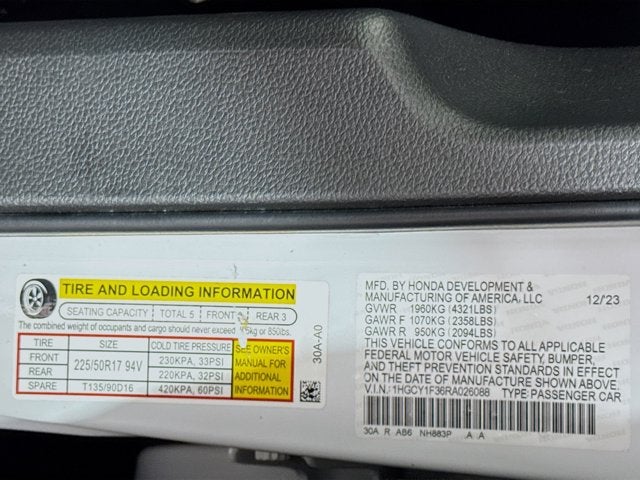 TIRE AND LOADING INFORMATION
SEATING CAPACITY TOTAL 5 FRONT REAR 3
The combined weight of occupants and cargo should never exceed or 850lbs.
TIRE SIZE COLD TIRE PRESSURE
FRONT 225/50R17 94V 230KPA, 33PSI
REAR 220KPA, 32PSI
SPARE T135/90D16 420KPA, 60PSI
SEE OWNER'S
MANUAL FOR
ADDITIONAL
INFORMATION
30A-A0
MFD. BY HONDA DEVELOPMENT &
MANUFACTURING OF AMERICA, LLC 12/23
GVWR 1960KG (4321LBS)
GAWR F 1070KG (2358LBS)
GAWR R 950KG (2094LBS)
THIS VEHICLE CONFORMS TO ALL APPLICABLE
FEDERAL MOTOR VEHICLE SAFETY, BUMPER,
AND THEFT PREVENTION STANDARDS IN EFFECT
ON THE DATE OF MANUFACTURE SHOWN ABOVE.
V.I.N.: 1HGCY1F36RA026088 TYPE PASSENGER CAR
30A R AB6 NH883P A A